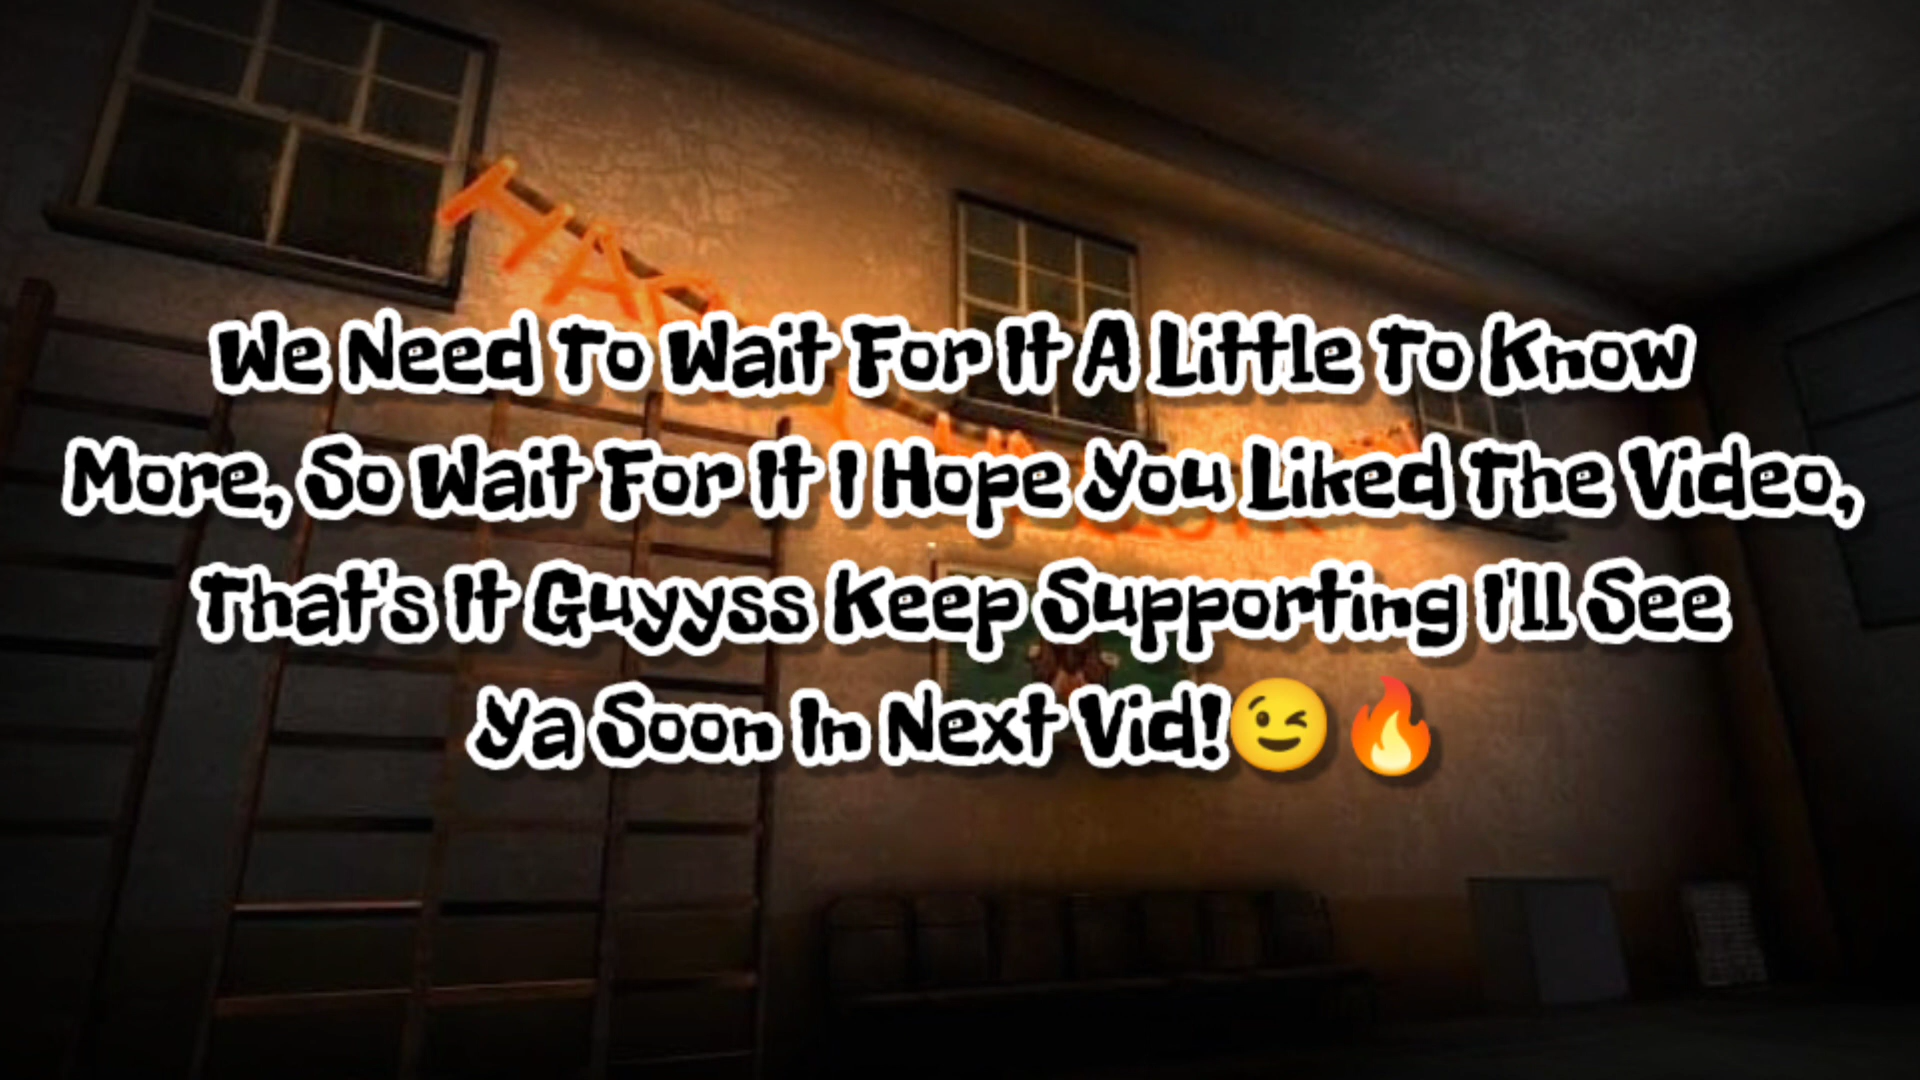 We Need To Wait For It A Little To Know
More, So Wait For It I Hope You Liked The Video,
That's It Guyyss Keep Supporting I'll See
Ya Soon In Next Vid!😉🔥